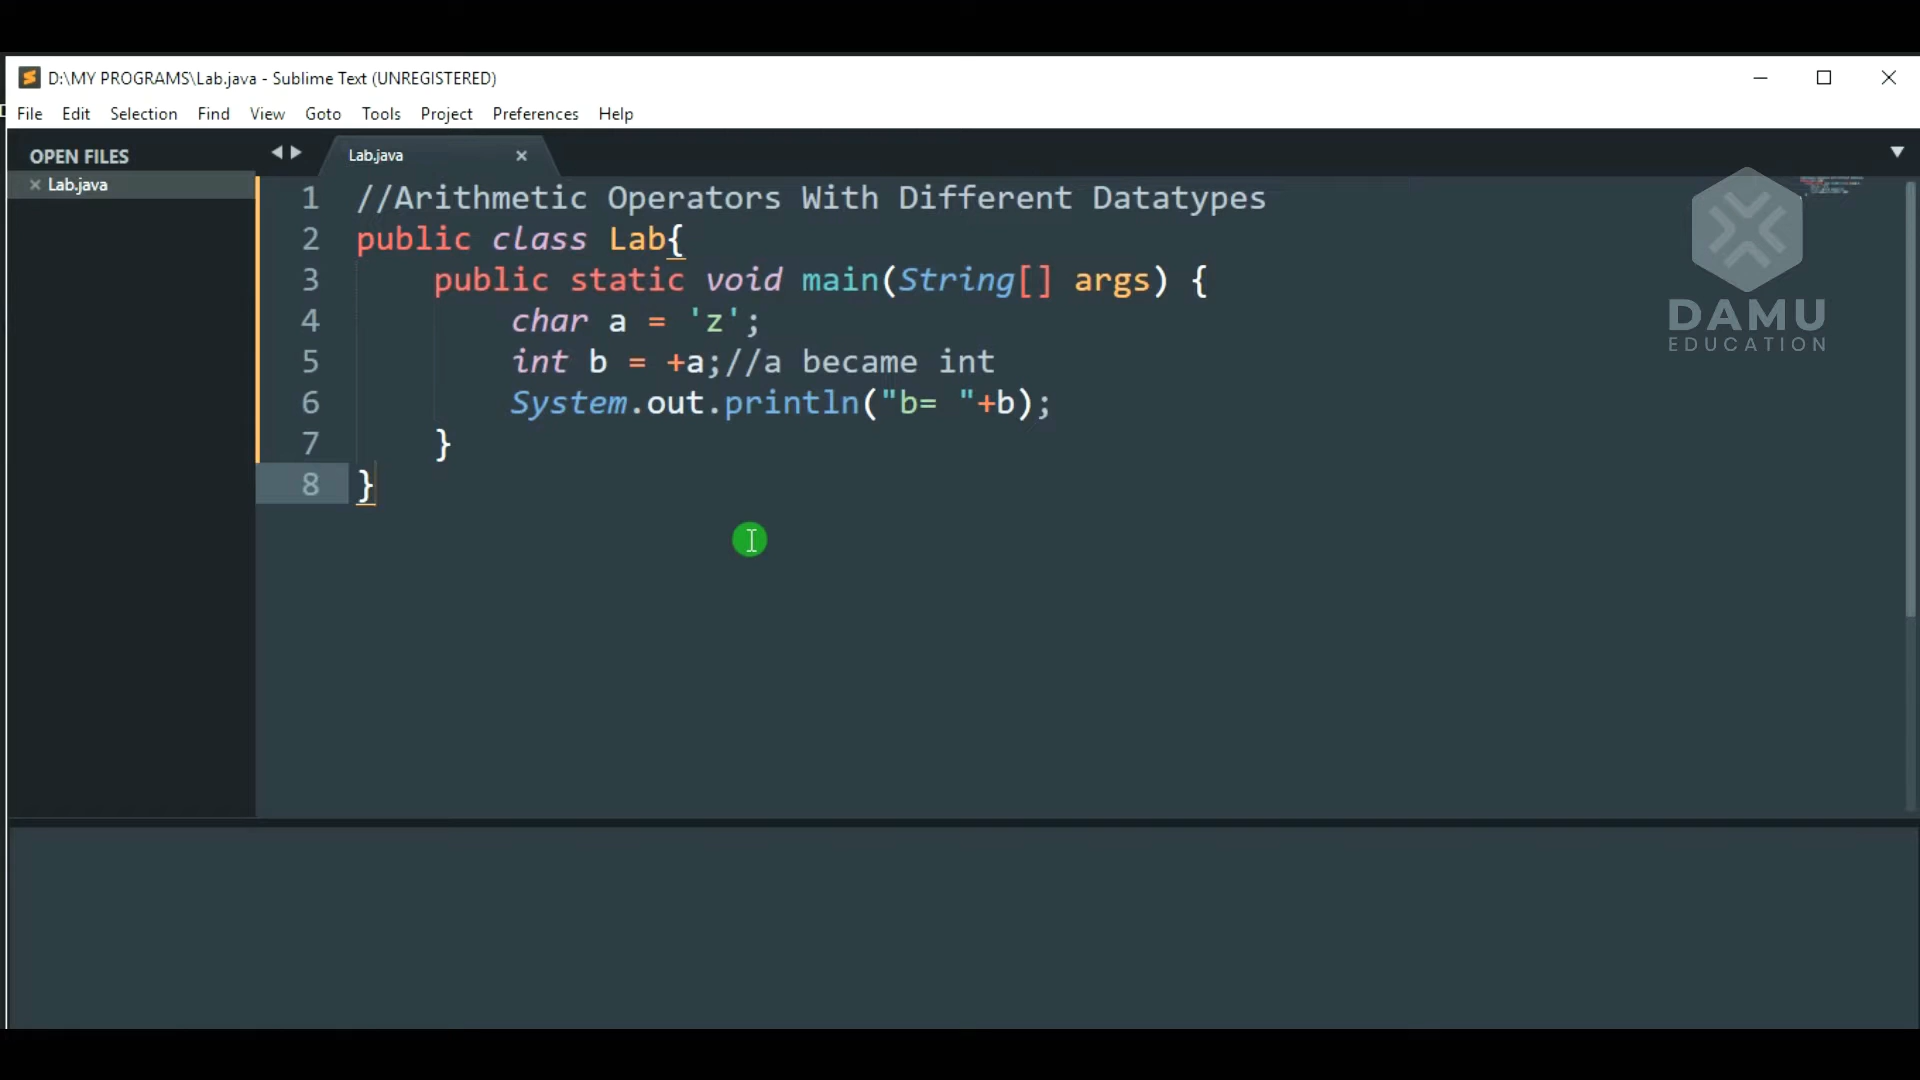 D:\MY PROGRAMS\Lab.java - Sublime Text (UNREGISTERED)
File Edit Selection Find View Goto Tools Project Preferences Help
OPEN FILES
Lab.java
Lab.java
1 //Arithmetic Operators With Different Datatypes
2 public class Lab{
3 public static void main(String[] args) {
4 char a = 'z';
5 int b = +a;//a became int
6 System.out.println("b= "+b);
7 }
8 }
DAMU
EDUCATION